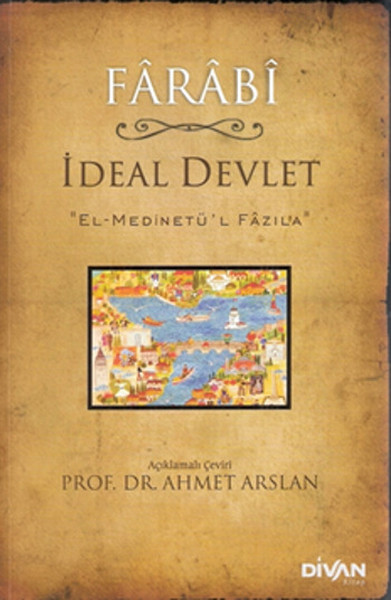 FÂRÂBÎ
İDEAL DEVLET
"EL-MEDİNETÜ'L FÂZILA"
Açıklamalı Çeviri
PROF. DR. AHMET ARSLAN
DİVAN
Kitap